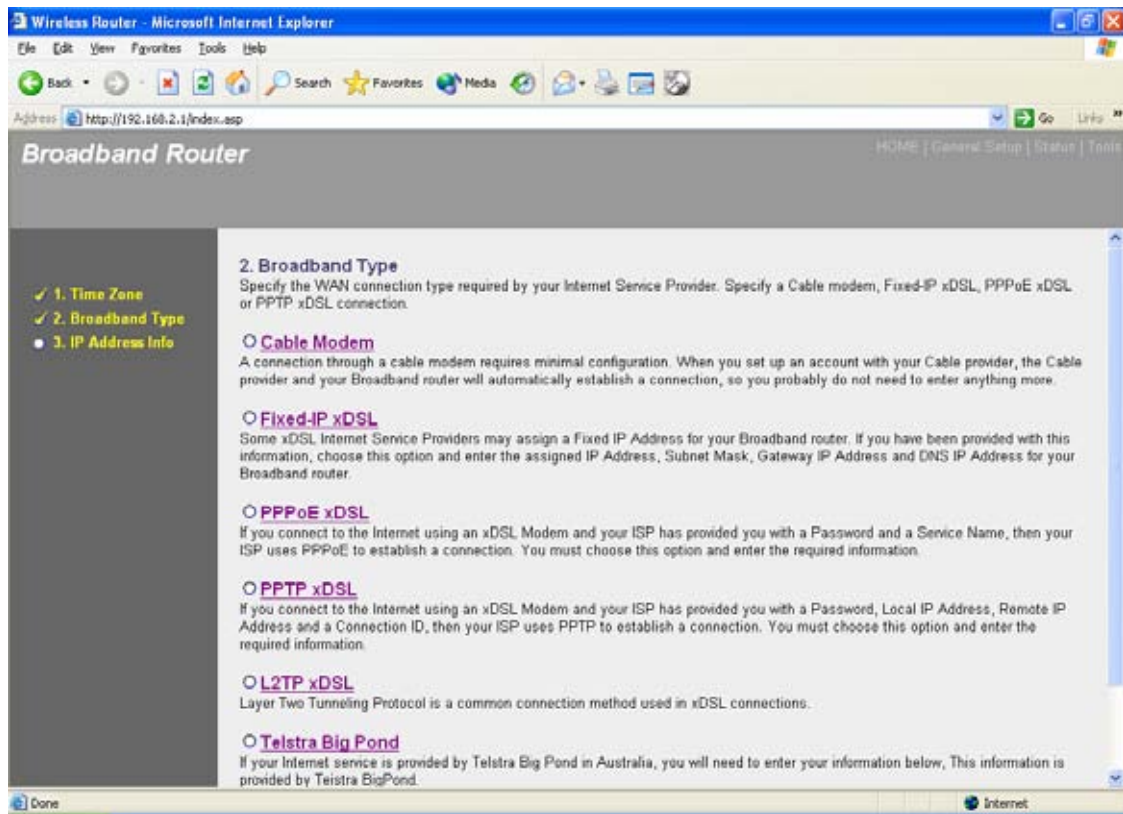 Wireless Router - Microsoft Internet Explorer
File Edit View Favorites Tools Help
Back Search Favorites Media
Address http://192.168.2.1/index.asp Go Links »
Broadband Router
HOME | General Setup | Status | Tools
✓ 1. Time Zone
✓ 2. Broadband Type
3. IP Address Info
2. Broadband Type
Specify the WAN connection type required by your Internet Service Provider. Specify a Cable modem, Fixed-IP xDSL, PPPoE xDSL
or PPTP xDSL connection.
Cable Modem
A connection through a cable modem requires minimal configuration. When you set up an account with your Cable provider, the Cable
provider and your Broadband router will automatically establish a connection, so you probably do not need to enter anything more.
Fixed-IP xDSL
Some xDSL Internet Service Providers may assign a Fixed IP Address for your Broadband router. If you have been provided with this
information, choose this option and enter the assigned IP Address, Subnet Mask, Gateway IP Address and DNS IP Address for your
Broadband router.
PPPoE xDSL
If you connect to the Internet using an xDSL Modem and your ISP has provided you with a Password and a Service Name, then your
ISP uses PPPoE to establish a connection. You must choose this option and enter the required information.
PPTP xDSL
If you connect to the Internet using an xDSL Modem and your ISP has provided you with a Password, Local IP Address, Remote IP
Address and a Connection ID, then your ISP uses PPTP to establish a connection. You must choose this option and enter the
required information.
L2TP xDSL
Layer Two Tunneling Protocol is a common connection method used in xDSL connections.
Telstra Big Pond
If your Internet service is provided by Telstra Big Pond in Australia, you will need to enter your information below, This information is
provided by Teistra BigPond.
Done
Internet